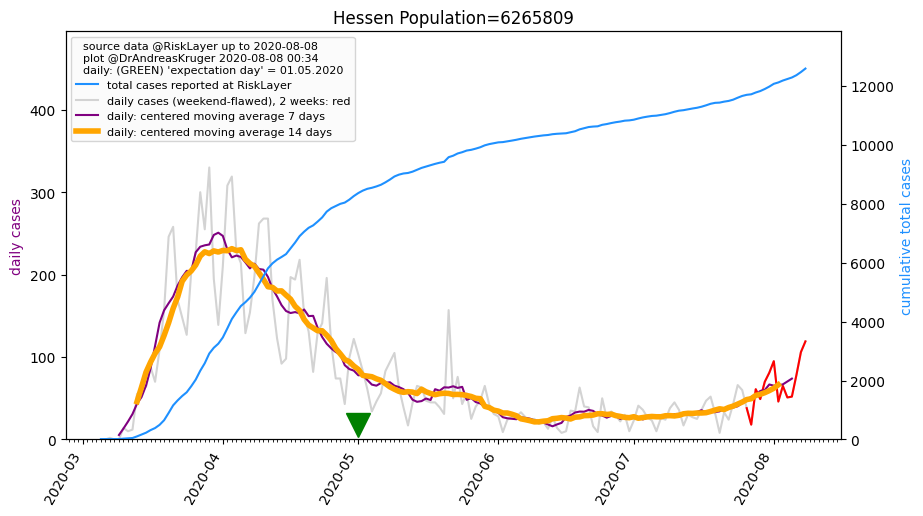 Hessen Population=6265809
source data @RiskLayer up to 2020-08-08
plot @DrAndreasKruger 2020-08-08 00:34
daily: (GREEN) 'expectation day' = 01.05.2020
total cases reported at RiskLayer
daily cases (weekend-flawed), 2 weeks: red
daily: centered moving average 7 days
daily: centered moving average 14 days
daily cases
400
300
200
100
0
cumulative total cases
12000
10000
8000
6000
4000
2000
0
2020-03
2020-04
2020-05
2020-06
2020-07
2020-08